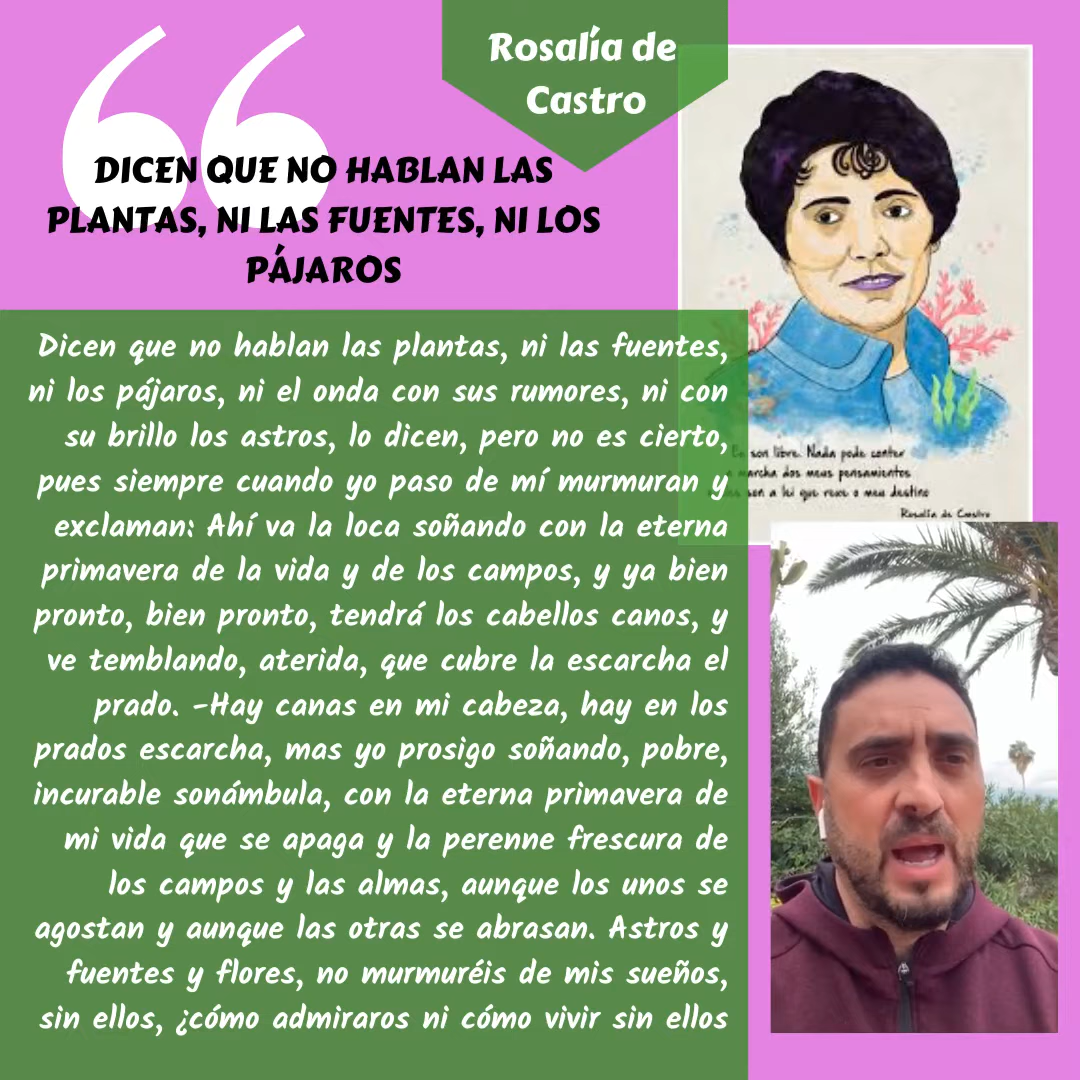 Rosalía de
Castro
DICEN QUE NO HABLAN LAS
PLANTAS, NI LAS FUENTES, NI LOS
PÁJAROS
Dicen que no hablan las plantas, ni las fuentes,
ni los pájaros, ni el onda con sus rumores, ni con
su brillo los astros, lo dicen, pero no es cierto,
pues siempre cuando yo paso de mí murmuran y
exclaman: Ahí va la loca soñando con la eterna
primavera de la vida y de los campos, y ya bien
pronto, bien pronto, tendrá los cabellos canos, y
ve temblando, aterida, que cubre la escarcha el
prado. -Hay canas en mi cabeza, hay en los
prados escarcha, mas yo prosigo soñando, pobre,
incurable sonámbula, con la eterna primavera de
mi vida que se apaga y la perenne frescura de
los campos y las almas, aunque los unos se
agostan y aunque las otras se abrasan. Astros y
fuentes y flores, no murmuréis de mis sueños,
sin ellos, ¿cómo admiraros ni cómo vivir sin ellos
son libre. Nada pode conter
marcha dos meus pensamientos
son a lei que rexe o meu destino
Rosalía de Castro